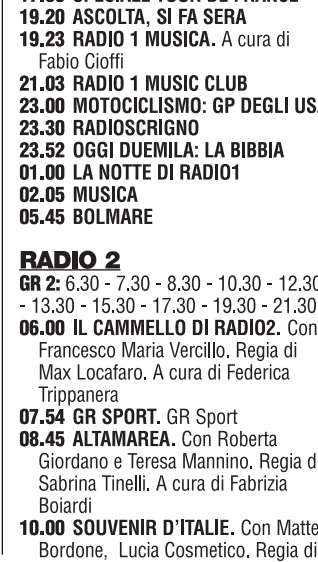 19.20 ASCOLTA, SI FA SERA
19.23 RADIO 1 MUSICA. A cura di
Fabio Cioffi
21.03 RADIO 1 MUSIC CLUB
23.00 MOTOCICLISMO: GP DEGLI
23.30 RADIOSCRIGNO
23.52 OGGI DUEMILA: LA BIBBIA
01.00 LA NOTTE DI RADIO1
02.05 MUSICA
05.45 BOLMARE
RADIO 2
GR 2: 6.30 - 7.30 - 8.30 - 10.30 - 12.30
- 13.30 - 15.30 - 17.30 - 19.30 - 21.30
06.00 IL CAMMELLO DI RADIO2. Con
Francesco Maria Vercillo. Regia di
Max Locafaro. A cura di Federica
Trippanera
07.54 GR SPORT. GR Sport
08.45 ALTAMAREA. Con Roberta
Giordano e Teresa Mannino. Regia d
Sabrina Tinelli. A cura di Fabrizia
Boiardi
10.00 SOUVENIR D'ITALIE. Con Matte
Bordone, Lucia Cosmetico. Regia di